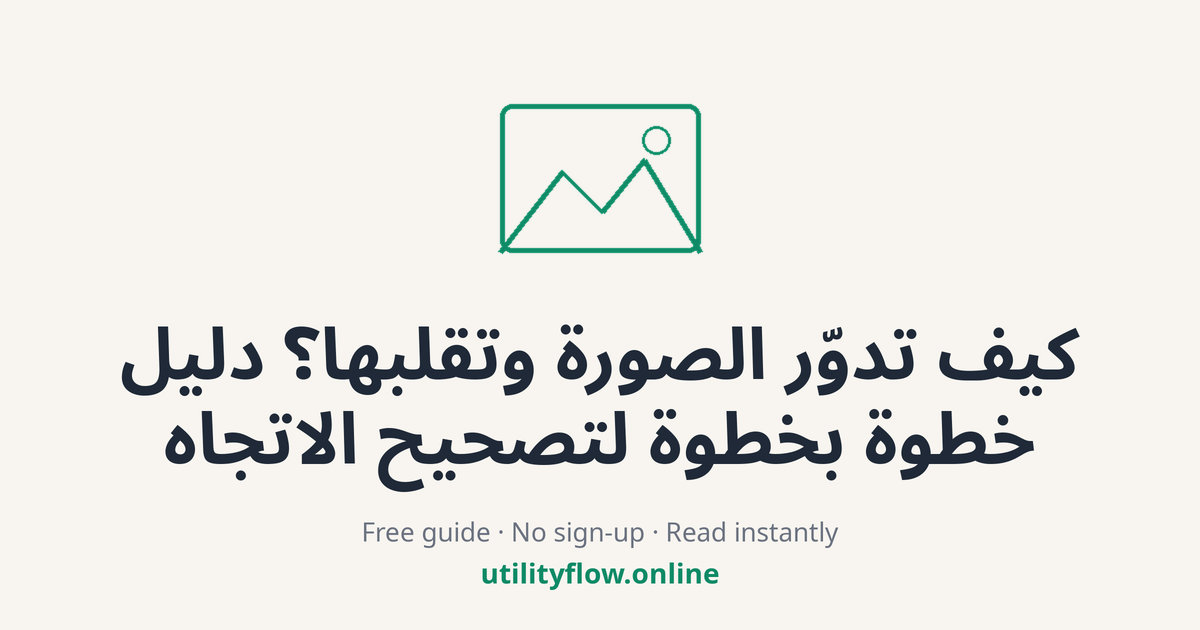 كيف تدوّر الصورة وتقلبها؟ دليل
خطوة بخطوة لتصحيح الاتجاه
Free guide · No sign-up · Read instantly
utilityflow.online